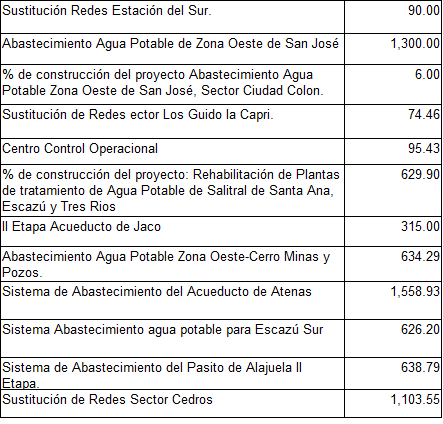 Sustitución Redes Estación del Sur. 90.00
Abastecimiento Agua Potable de Zona Oeste de San José 1,300.00
% de construcción del proyecto Abastecimiento Agua 6.00
Potable Zona Oeste de San José, Sector Ciudad Colon.
Sustitución de Redes ector Los Guido la Capri. 74.46
Centro Control Operacional 95.43
% de construcción del proyecto: Rehabilitación de Plantas 629.90
de tratamiento de Agua Potable de Salitral de Santa Ana,
Escazú y Tres Rios
II Etapa Acueducto de Jaco 315.00
Abastecimiento Agua Potable Zona Oeste-Cerro Minas y 634.29
Pozos.
Sistema de Abastecimiento del Acueducto de Atenas 1,558.93
Sistema Abastecimiento agua potable para Escazú Sur 626.20
Sistema de Abastecimiento del Pasito de Alajuela II 638.79
Etapa.
Sustitución de Redes Sector Cedros 1,103.55